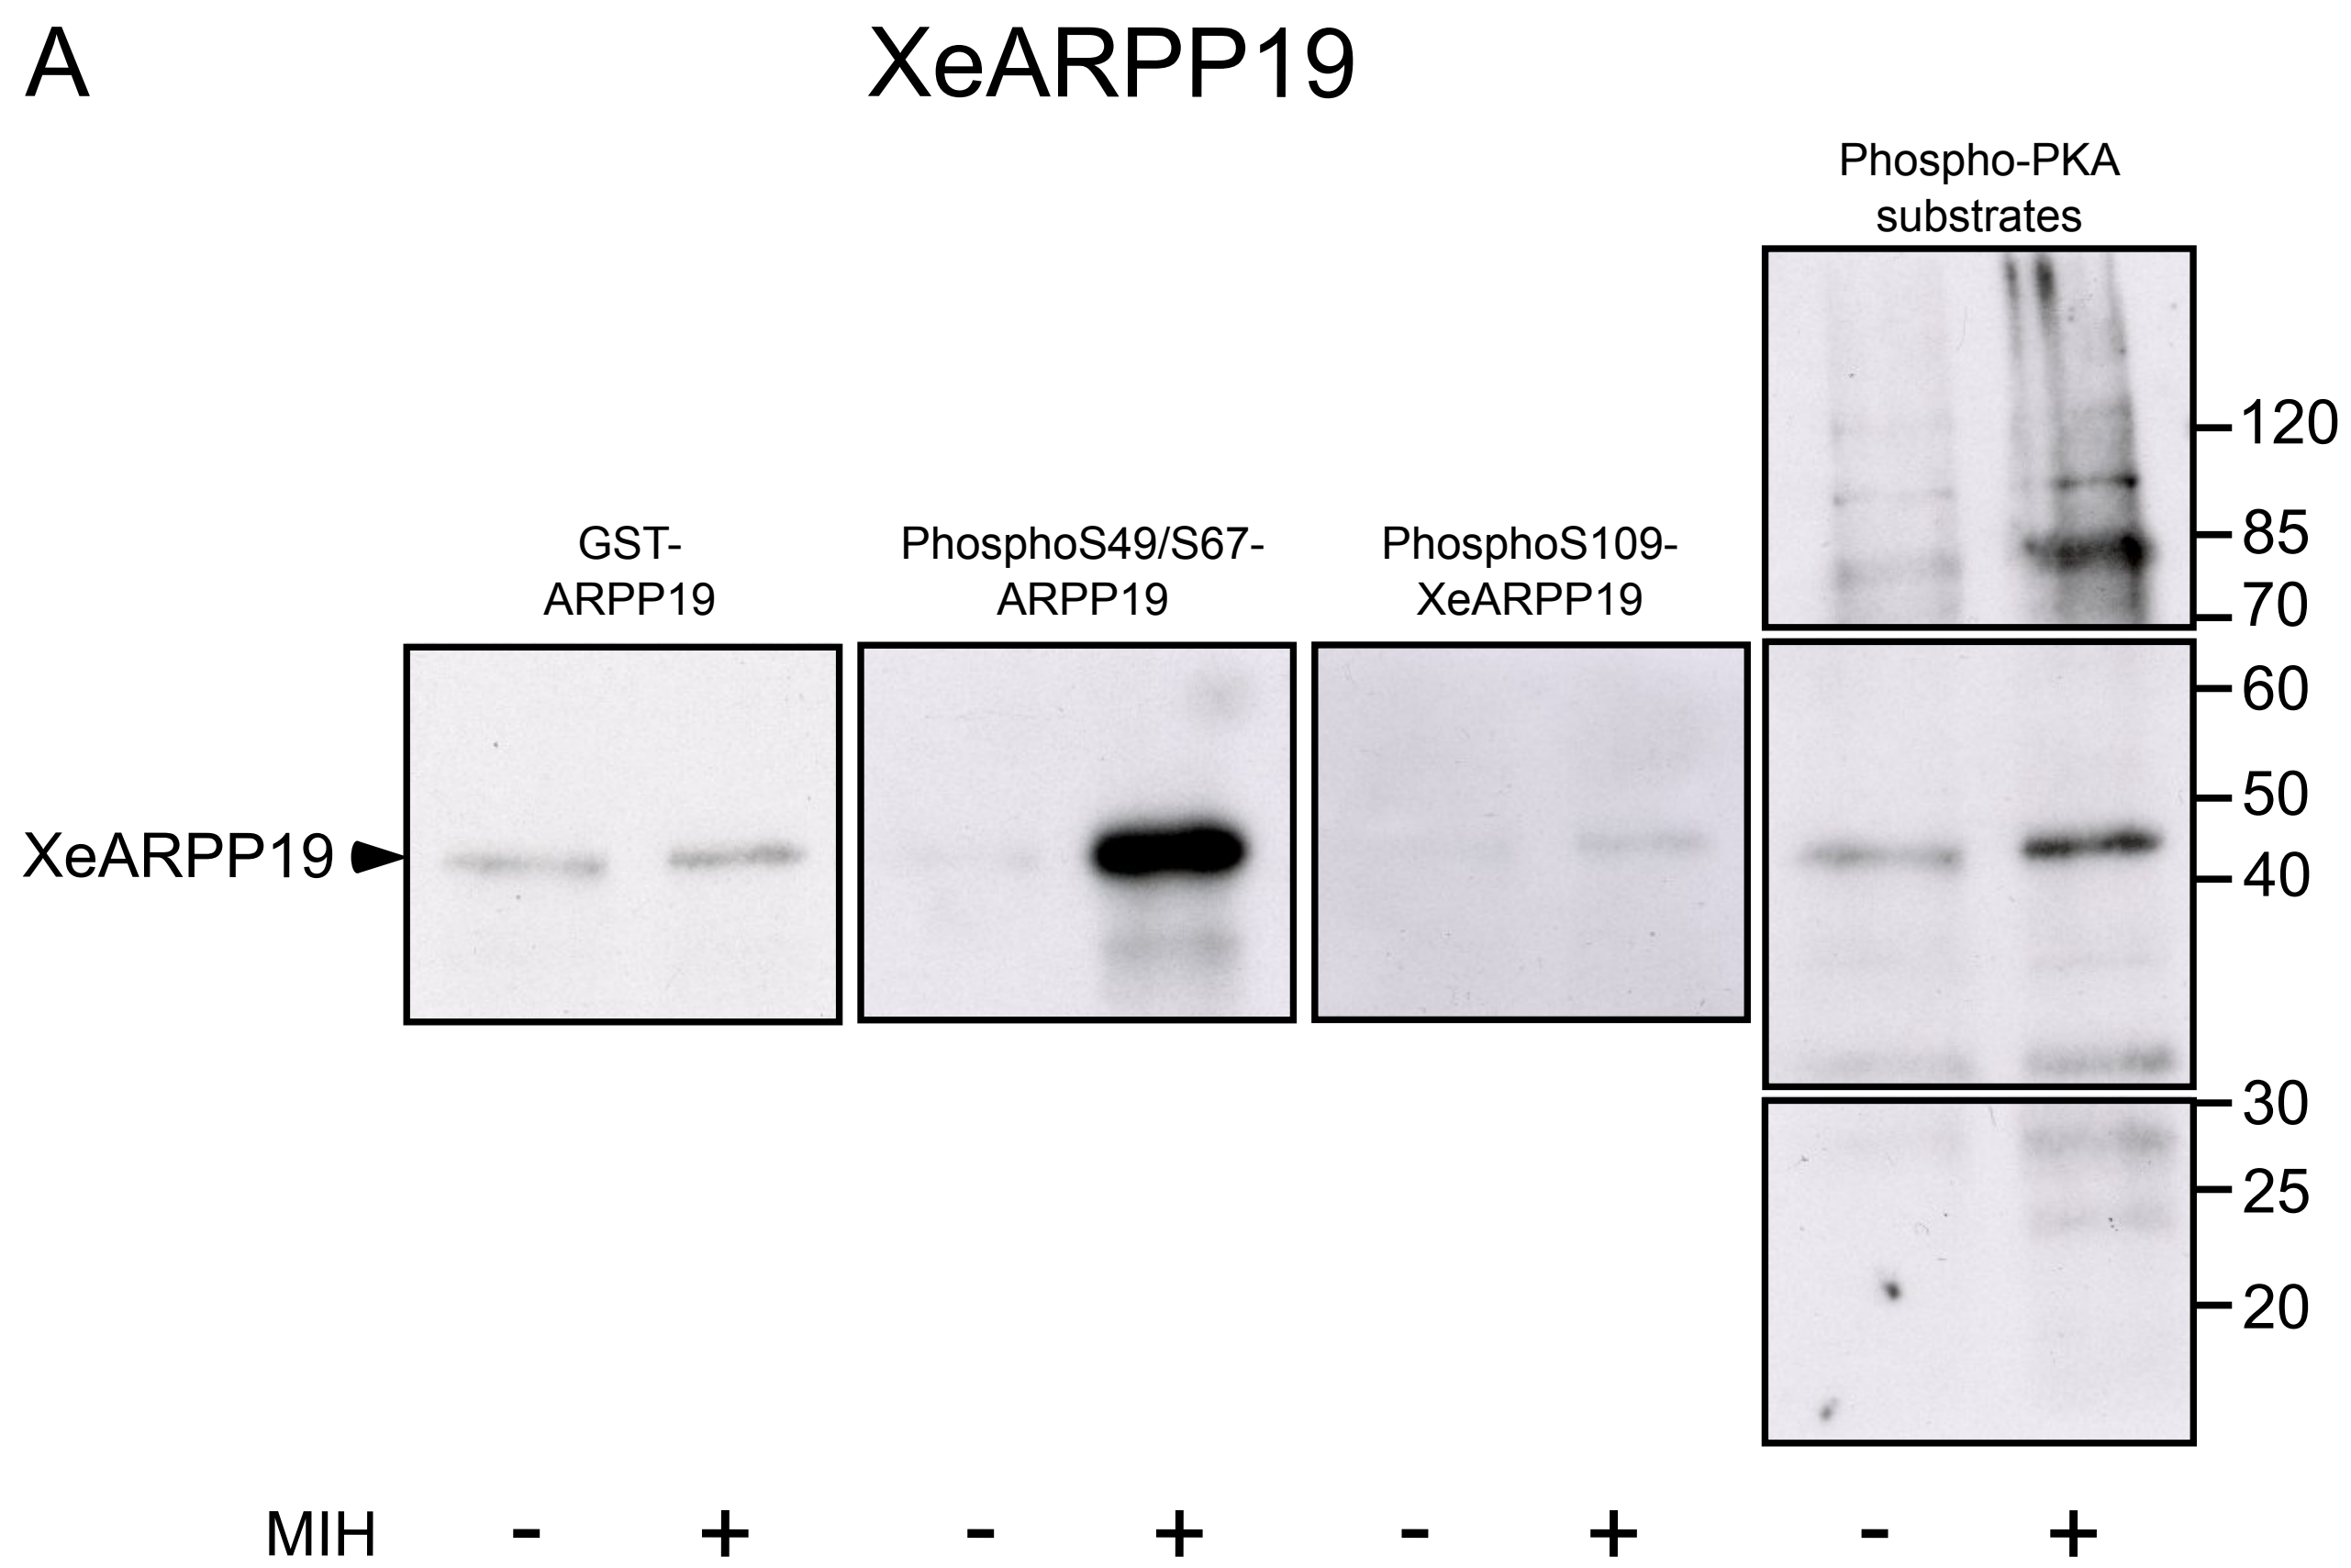 A
XeARPP19
Phospho-PKA
substrates
GST-
ARPP19
PhosphoS49/S67-
ARPP19
PhosphoS109-
XeARPP19
120
85
70
60
50
40
30
25
20
XeARPP19
MIH - + - + - + - +